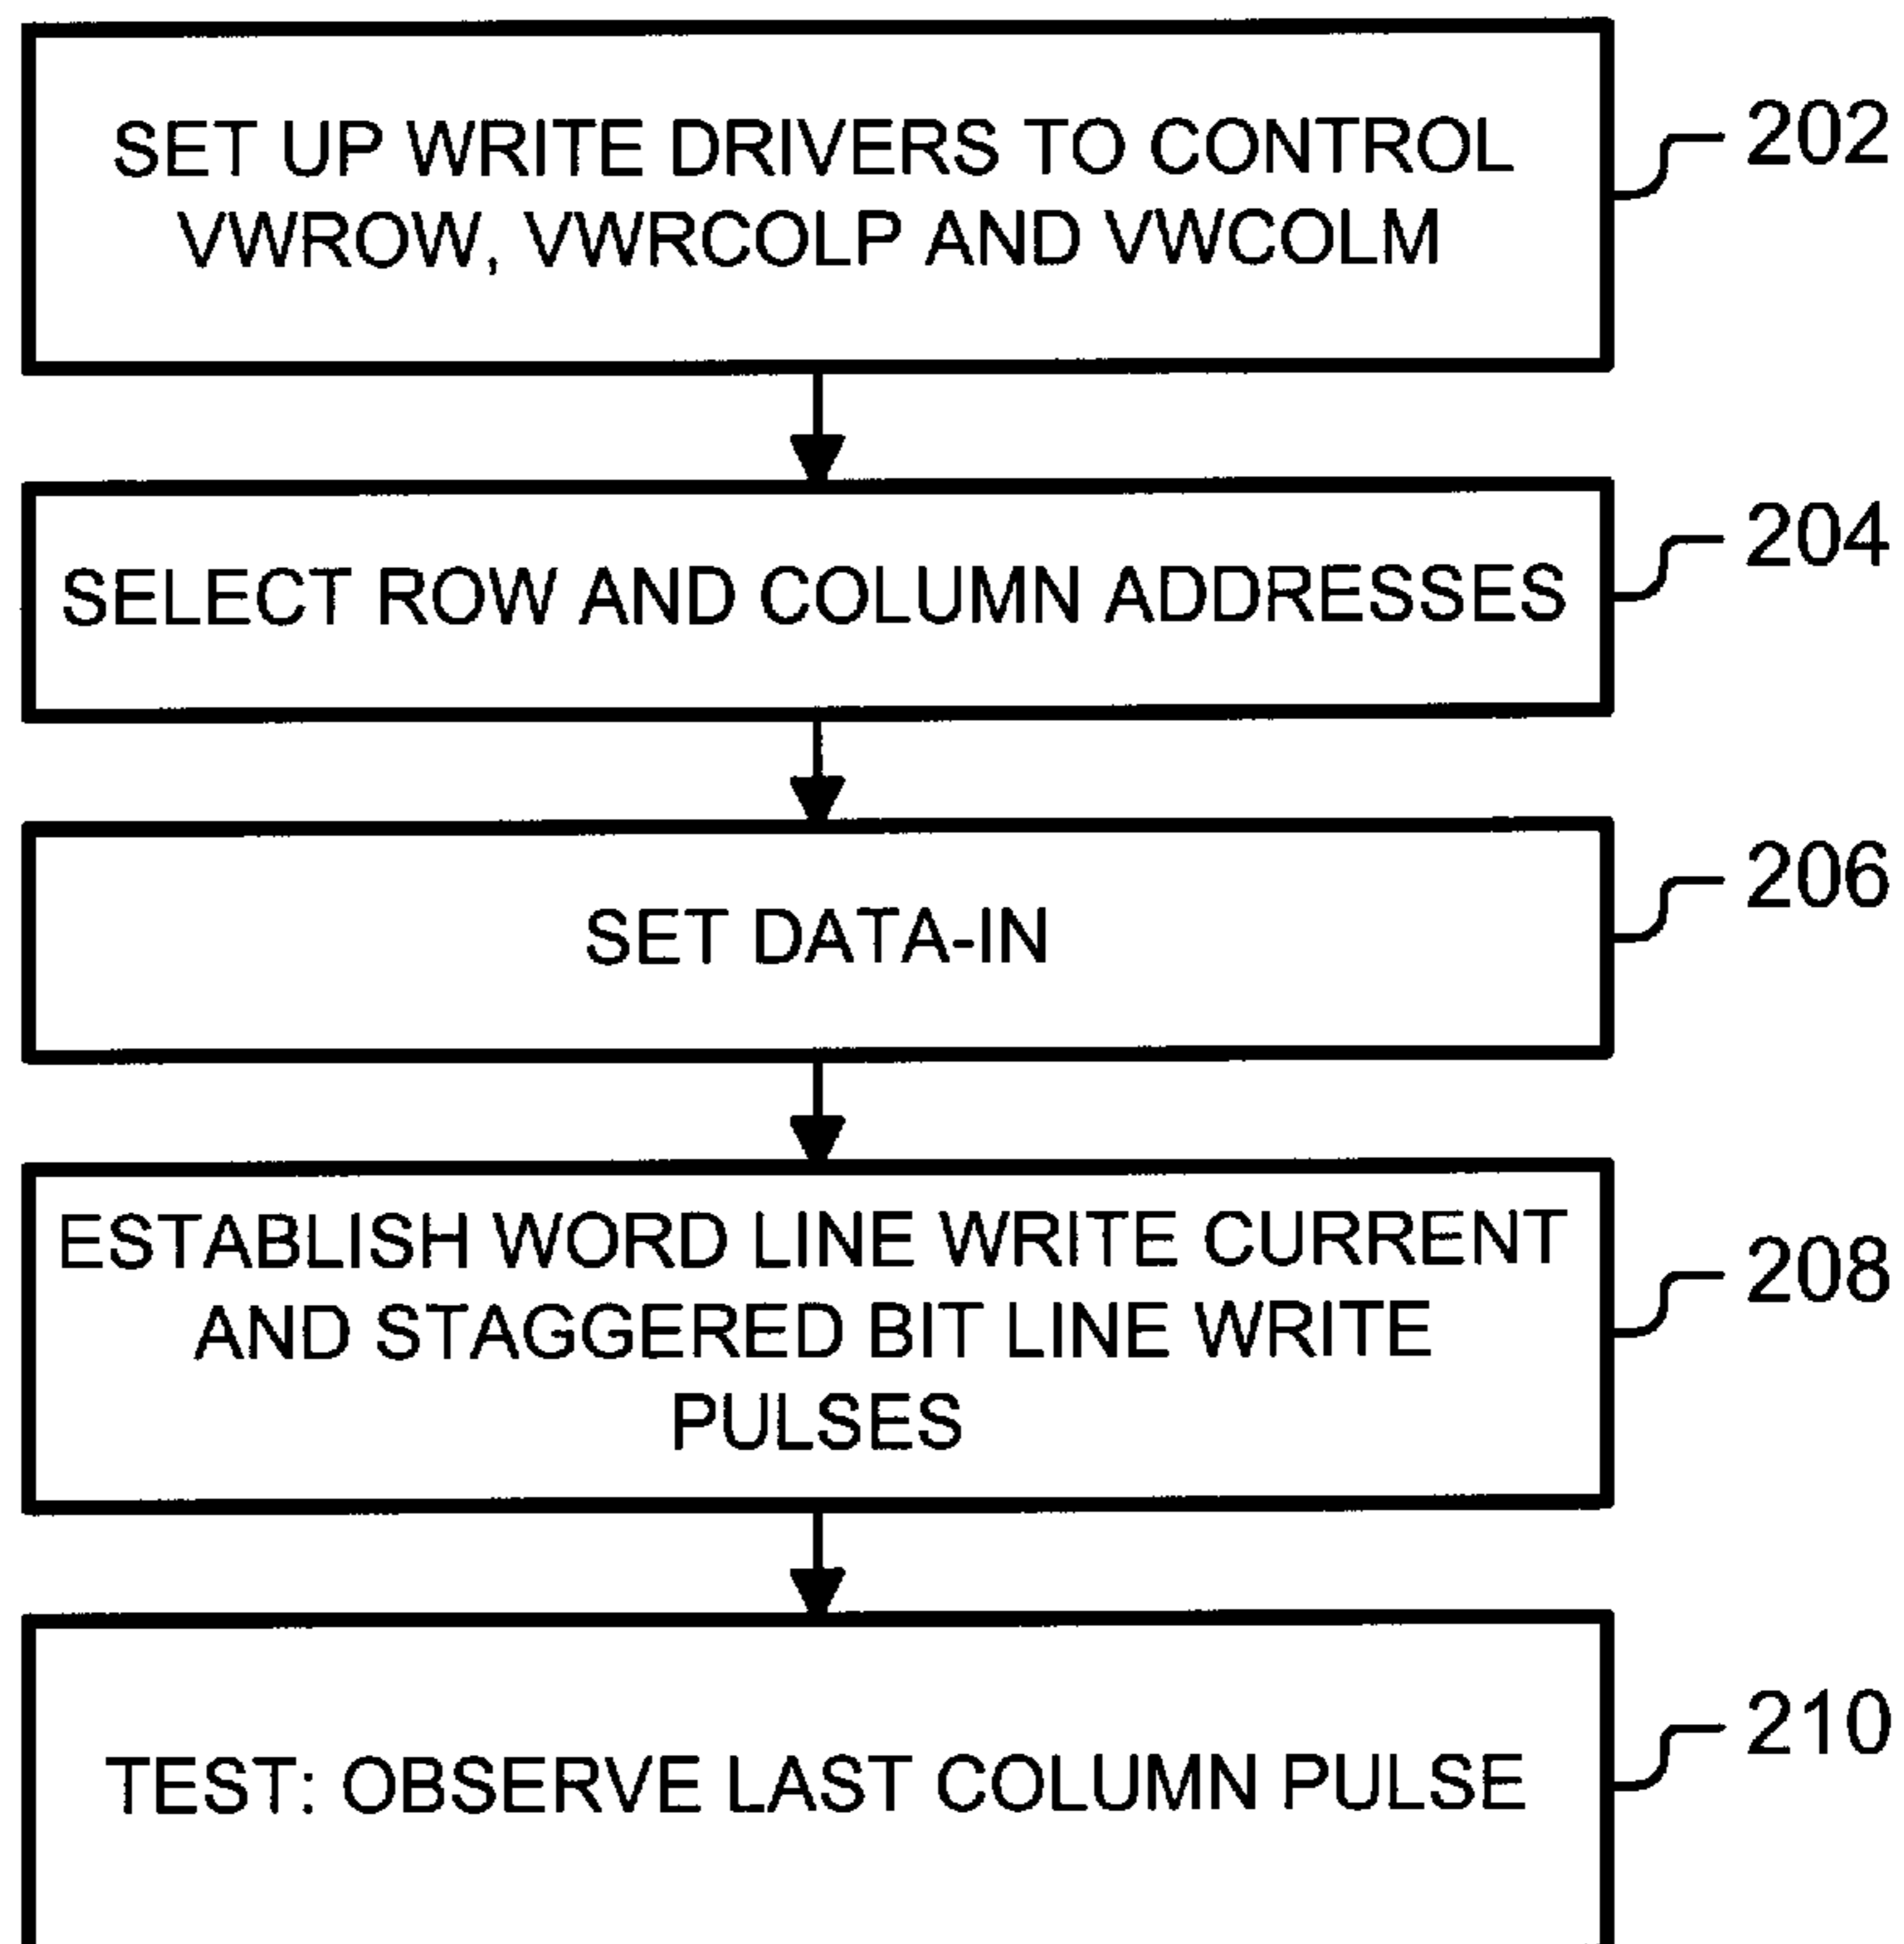 SET UP WRITE DRIVERS TO CONTROL
VWROW, VWRCOLP AND VWCOLM
202
SELECT ROW AND COLUMN ADDRESSES
204
SET DATA-IN
206
ESTABLISH WORD LINE WRITE CURRENT
AND STAGGERED BIT LINE WRITE
PULSES
208
TEST: OBSERVE LAST COLUMN PULSE
210